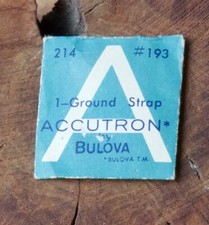 214 #193
A
1-Ground Strap
ACCUTRON*
by
BULOVA
*BULOVA T.M.